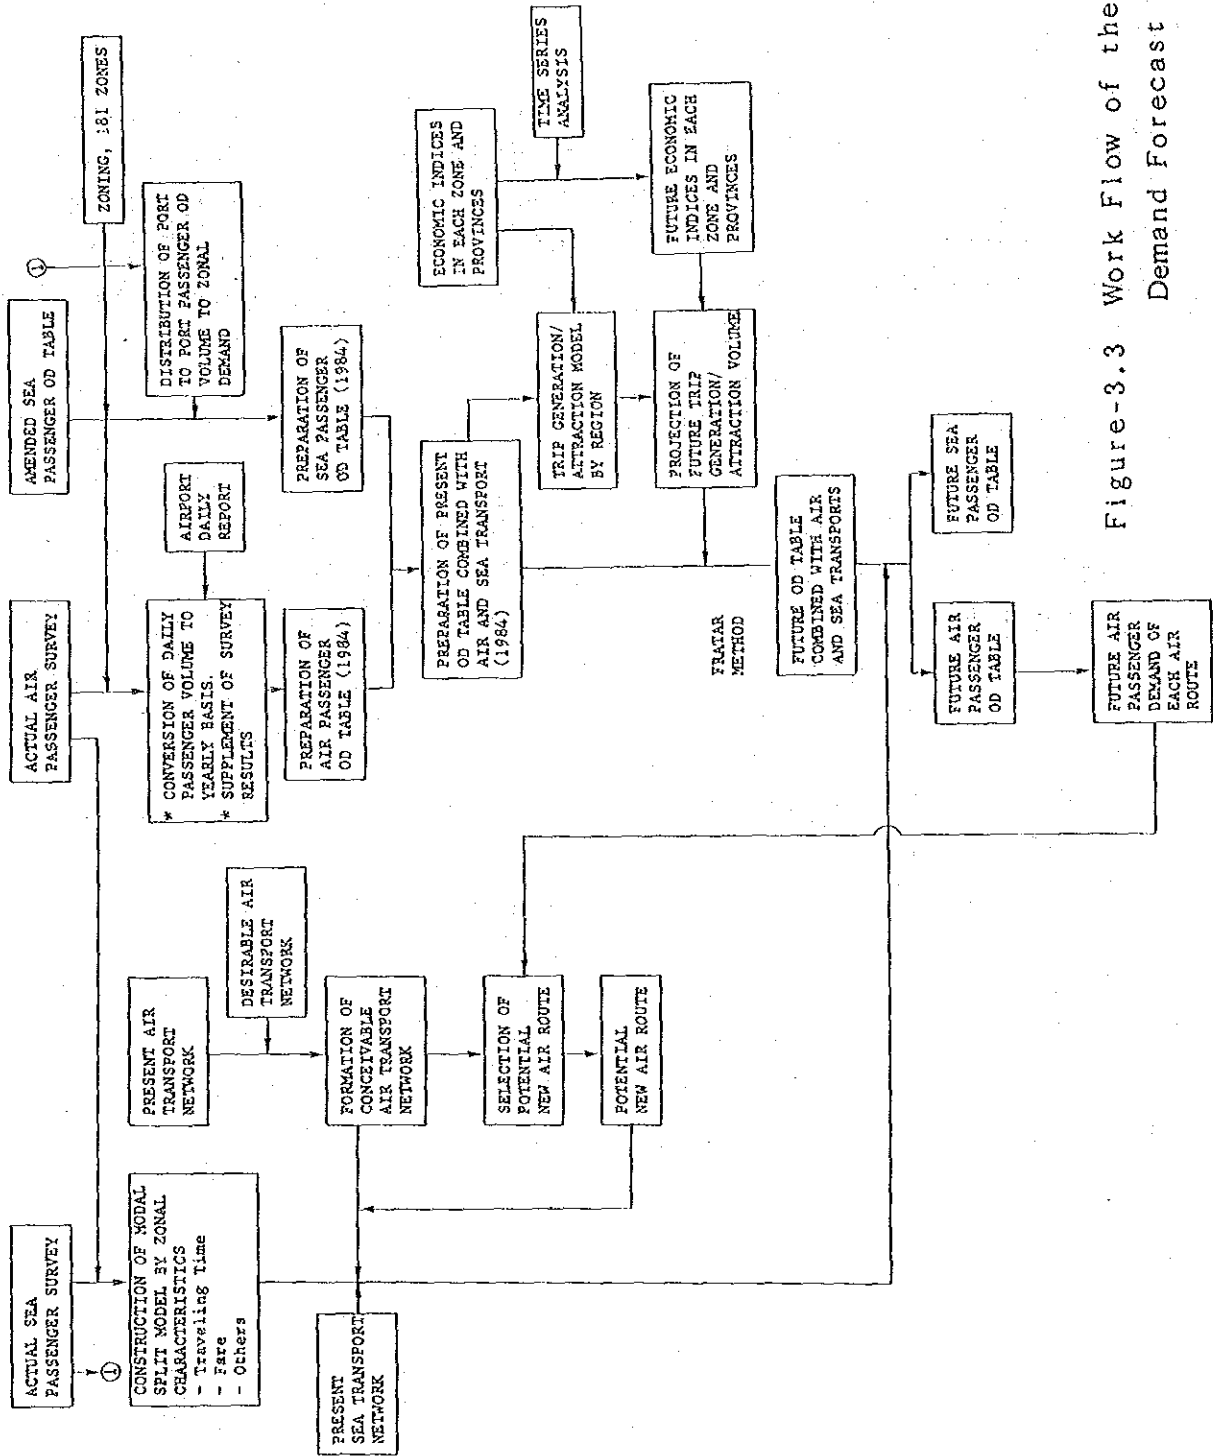 ACTUAL SEA
PASSENGER SURVEY
①
CONSTRUCTION OF MODAL
SPLIT MODEL BY ZONAL
CHARACTERISTICS
- Traveling Time
- Fare
- Others
PRESENT
SEA TRANSPORT
NETWORK
PRESENT AIR
TRANSPORT
NETWORK
DESIRABLE AIR
TRANSPORT
NETWORK
FORMATION OF
CONCEIVABLE
AIR TRANSPORT
NETWORK
SELECTION OF
POTENTIAL
NEW AIR ROUTE
POTENTIAL
NEW AIR ROUTE
ACTUAL AIR
PASSENGER SURVEY
* CONVERSION OF DAILY
PASSENGER VOLUME TO
YEARLY BASIS.
* SUPPLEMENT OF SURVEY
RESULTS
AIRPORT
DAILY
REPORT
PREPARATION OF
AIR PASSENGER
OD TABLE (1984)
AMENDED SEA
PASSENGER OD TABLE
①
ZONING, 181 ZONES
DISTRIBUTION OF PORT
TO PORT PASSENGER OD
VOLUME TO ZONAL
DEMAND
PREPARATION OF
SEA PASSENGER
OD TABLE (1984)
PREPARATION OF PRESENT
OD TABLE COMBINED WITH
AIR AND SEA TRANSPORT
(1984)
ECONOMIC INDICES
IN EACH ZONE AND
PROVINCES
TIME SERIES
ANALYSIS
TRIP GENERATION/
ATTRACTION MODEL
BY REGION
FUTURE ECONOMIC
INDICES IN EACH
ZONE AND
PROVINCES
PROJECTION OF
FUTURE TRIP
GENERATION/
ATTRACTION VOLUME
FRATAR
METHOD
FUTURE OD TABLE
COMBINED WITH AIR
AND SEA TRANSPORTS
FUTURE AIR
PASSENGER
OD TABLE
FUTURE SEA
PASSENGER
OD TABLE
FUTURE AIR
PASSENGER
DEMAND OF
EACH AIR
ROUTE
Figure-3.3 Work Flow of the
Demand Forecast